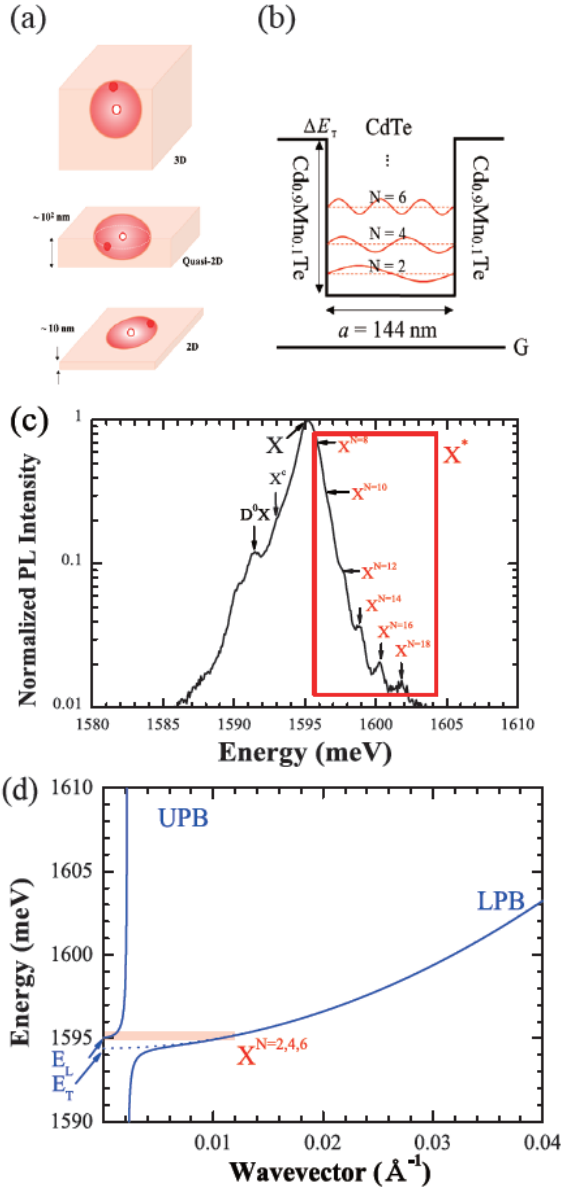 (a)
3D
~ 10² nm
Quasi-2D
~ 10 nm
2D
(b)
ΔE_T
CdTe
⋮
Cd₀.₉Mn₀.₁Te
Cd₀.₉Mn₀.₁Te
N = 6
N = 4
N = 2
a = 144 nm
G
(c)
Normalized PL Intensity
1
0.1
0.01
X
X^c
D⁰X
X*
X^N=8
X^N=10
X^N=12
X^N=14
X^N=16
X^N=18
1580 1585 1590 1595 1600 1605 1610
Energy (meV)
(d)
Energy (meV)
1610
1605
1600
1595
1590
UPB
LPB
E_L
E_T
X^N=2,4,6
0.01 0.02 0.03 0.04
Wavevector (Å⁻¹)